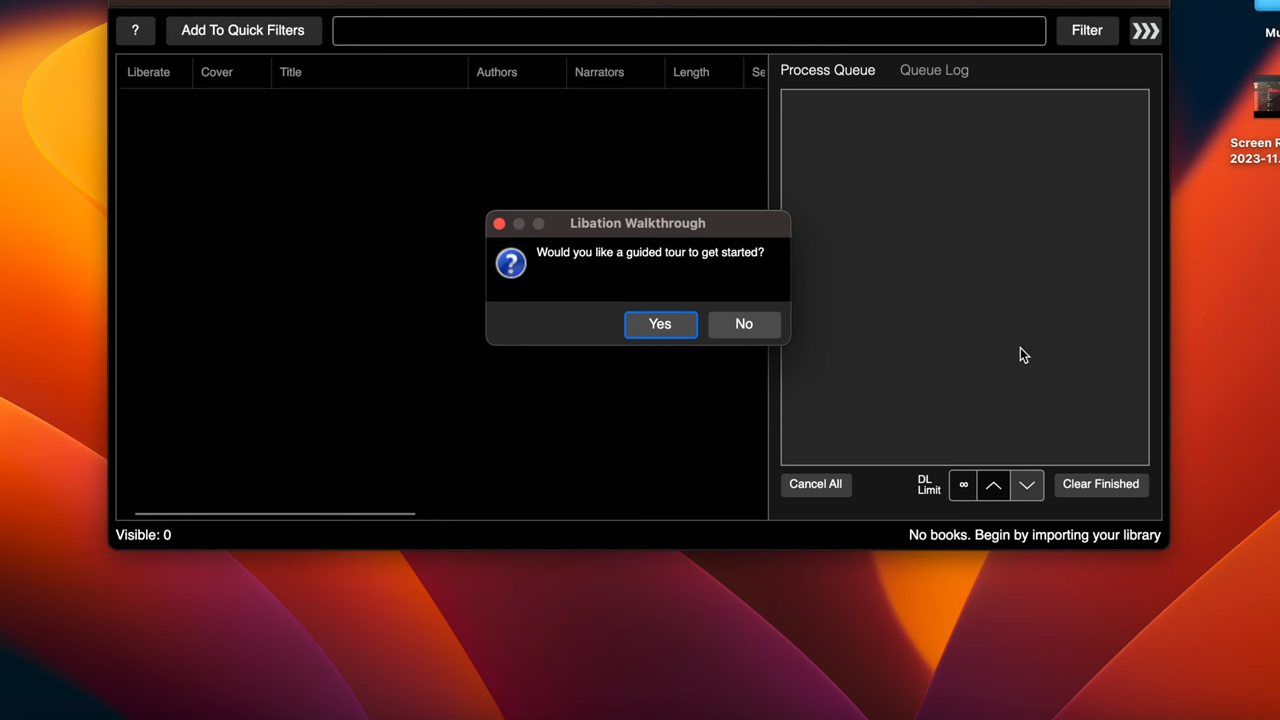 ?
Add To Quick Filters
Filter
Liberate Cover Title Authors Narrators Length Se
Process Queue Queue Log
Libation Walkthrough
Would you like a guided tour to get started?
Yes No
Cancel All
DL
Limit
∞
Clear Finished
Visible: 0
No books. Begin by importing your library
Mu
Screen R
2023-11.